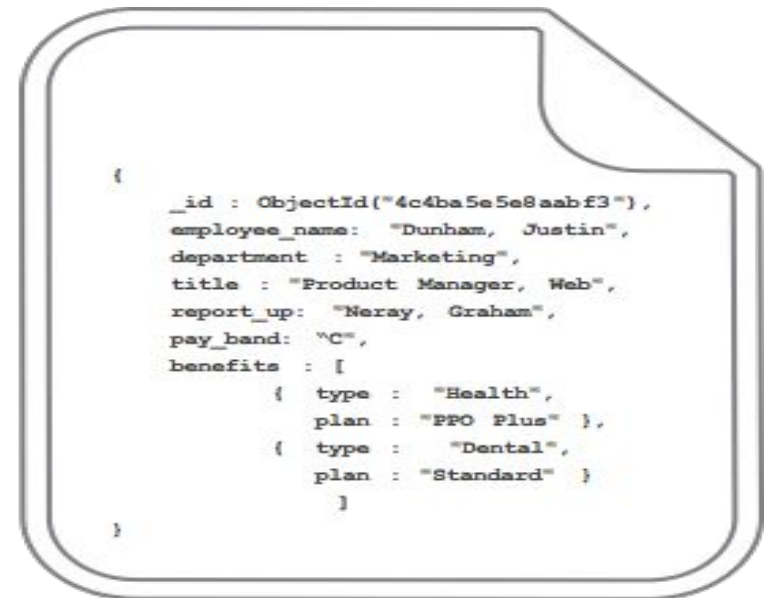 {
_id : ObjectId("4c4ba5e5e8aabf3"),
employee_name: "Dunham, Justin",
department : "Marketing",
title : "Product Manager, Web",
report_up: "Neray, Graham",
pay_band: “C",
benefits : [
{ type : "Health",
plan : "PPO Plus" },
{ type : "Dental",
plan : "Standard" }
]
}